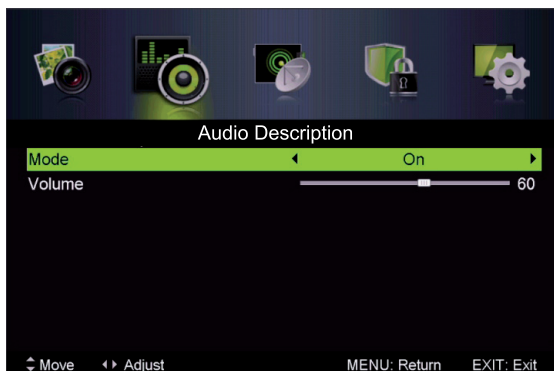 Audio Description
Mode On
Volume 60
Move Adjust MENU: Return EXIT: Exit